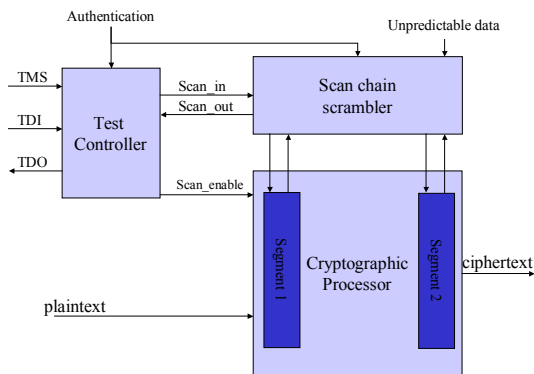 Authentication
Unpredictable data
TMS
TDI
TDO
Test
Controller
Scan_in
Scan_out
Scan_enable
Scan chain
scrambler
Segment 1
Cryptographic
Processor
Segment 2
plaintext
ciphertext